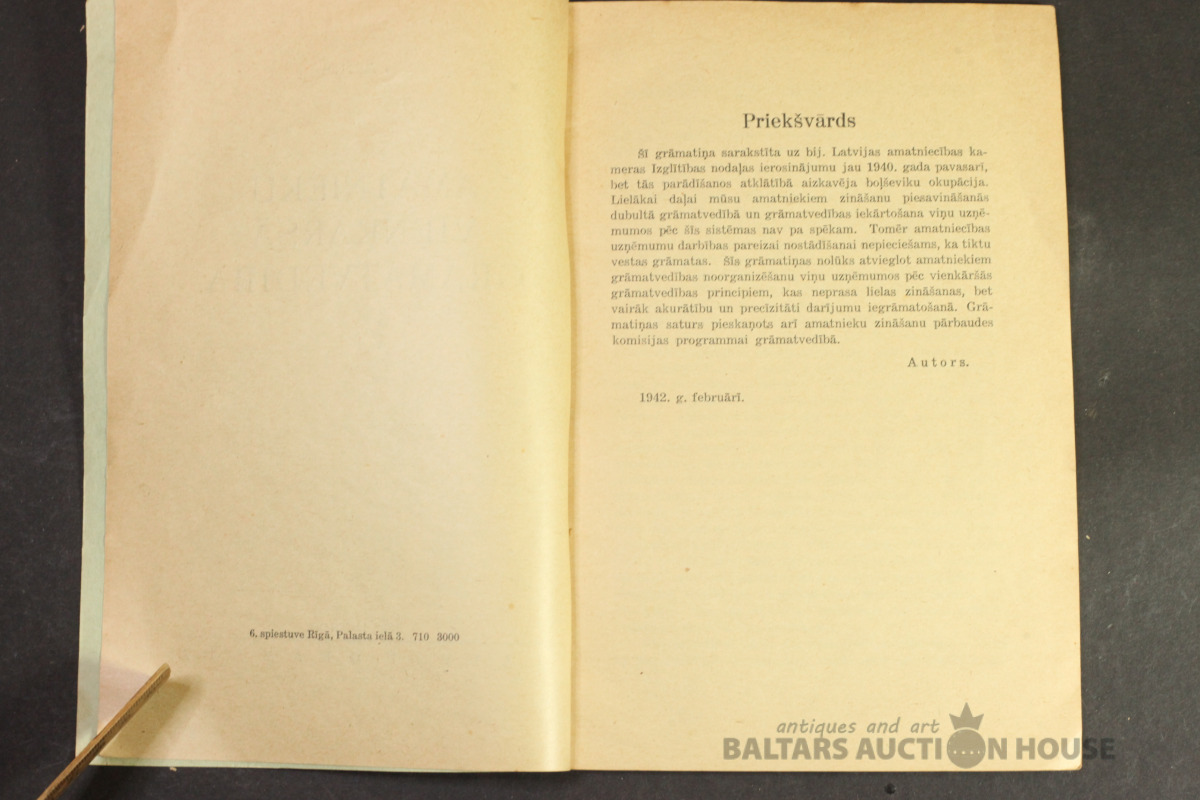 6. spiestuve Rīgā, Palasta ielā 3. 710 3000
Priekšvārds
Šī grāmatiņa sarakstīta uz bij. Latvijas amatniecības ka-
meras Izglītības nodaļas ierosinājumu jau 1940. gada pavasarī,
bet tās parādīšanos atklātībā aizkavēja boļševiku okupācija.
Lielākai daļai mūsu amatniekiem zināšanu piesavināšanās
dubultā grāmatvedībā un grāmatvedības iekārtošana viņu uzņē-
mumos pēc šīs sistēmas nav pa spēkam. Tomēr amatniecības
uzņēmumu darbības pareizai nostādīšanai nepieciešams, ka tiktu
vestas grāmatas. Šīs grāmatiņas nolūks atvieglot amatniekiem
grāmatvedības noorganizēšanu viņu uzņēmumos pēc vienkāršās
grāmatvedības principiem, kas neprasa lielas zināšanas, bet
vairāk akurātību un precīzitāti darījumu iegrāmatošanā. Grā-
matiņas saturs pieskaņots arī amatnieku zināšanu pārbaudes
komisijas programmai grāmatvedībā.
Autors.
1942. g. februārī.
antiques and art
BALTARS AUCTION HOUSE